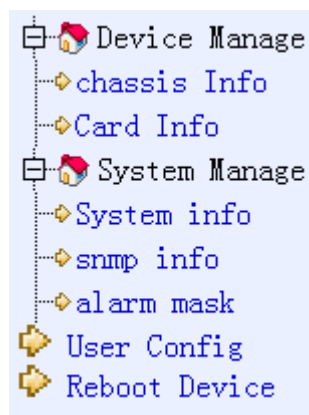 Device Manage
chassis Info
Card Info
System Manage
System info
snmp info
alarm mask
User Config
Reboot Device